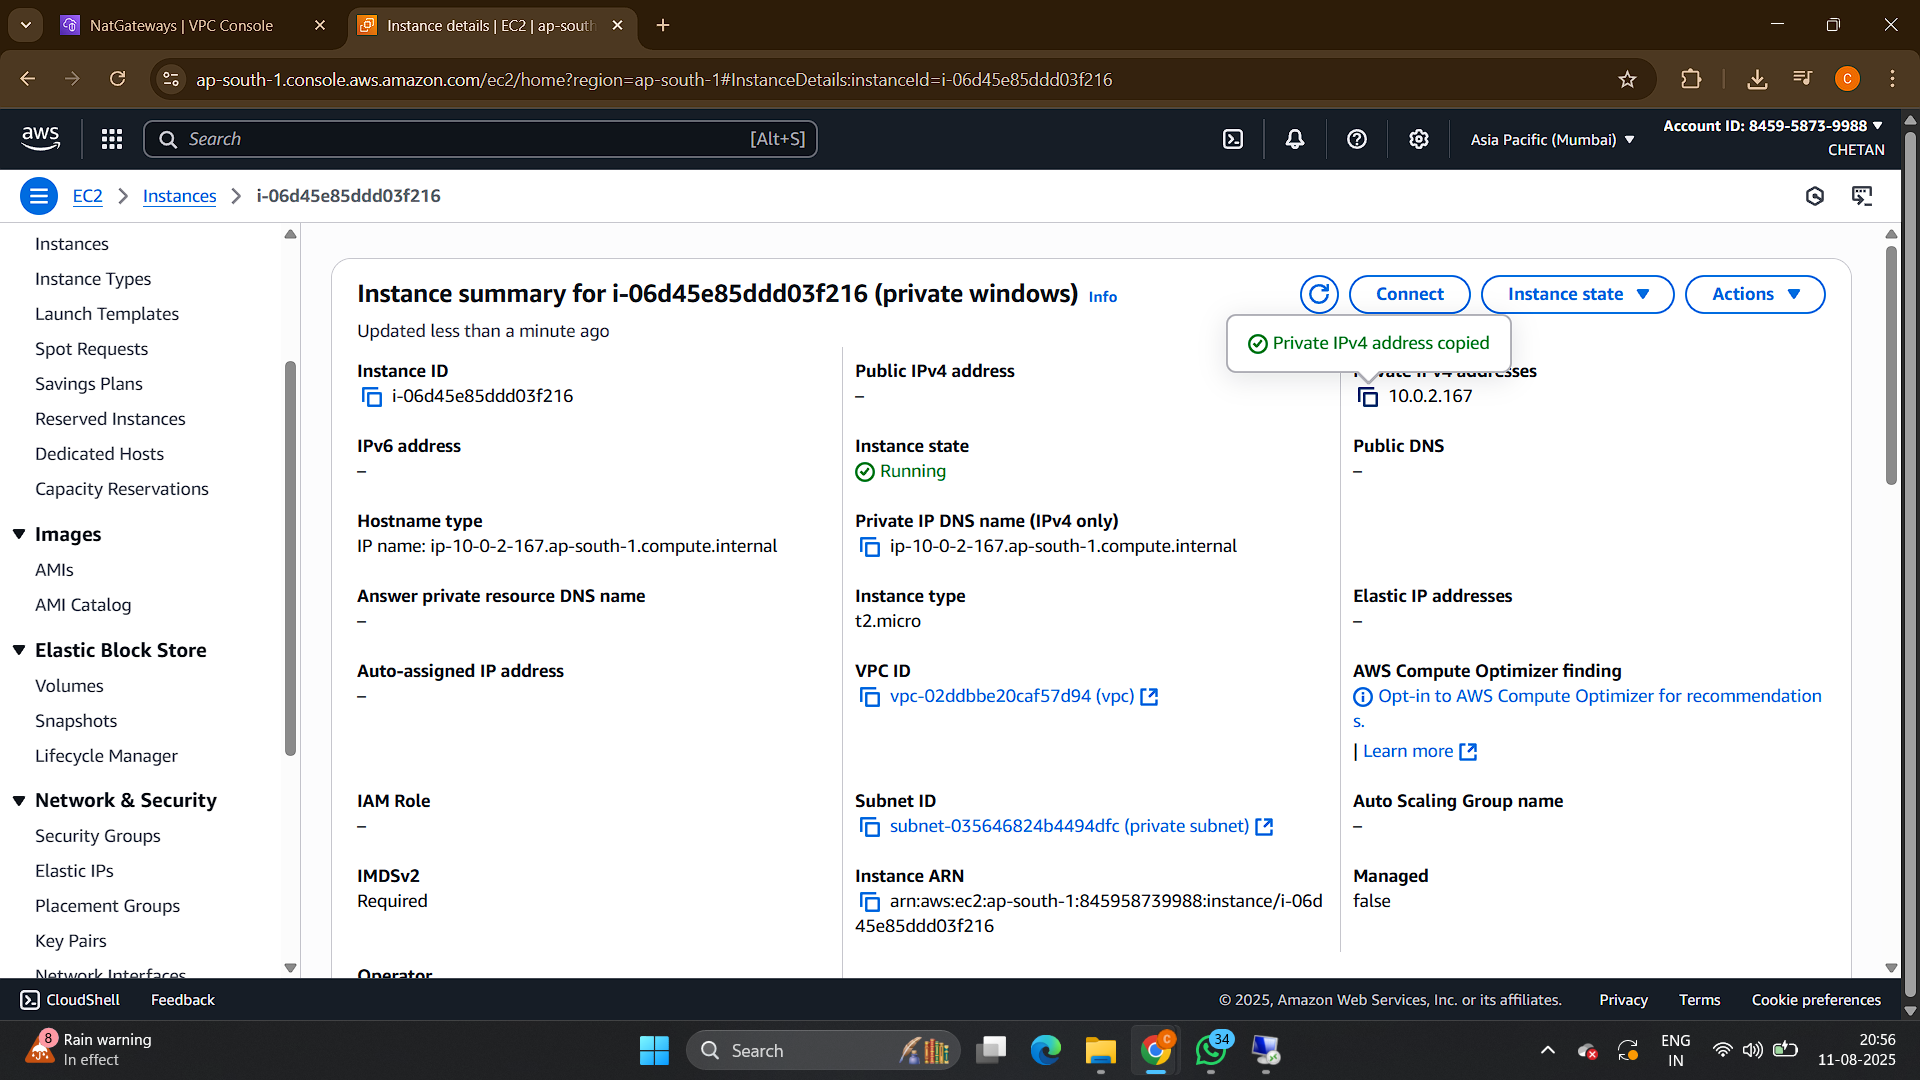 NatGateways | VPC Console
Instance details | EC2 | ap-south
ap-south-1.console.aws.amazon.com/ec2/home?region=ap-south-1#InstanceDetails:instanceId=i-06d45e85ddd03f216
C
aws
Search
[Alt+S]
Asia Pacific (Mumbai)
Account ID: 8459-5873-9988
CHETAN
EC2
Instances
i-06d45e85ddd03f216
Instances
Instance Types
Launch Templates
Spot Requests
Savings Plans
Reserved Instances
Dedicated Hosts
Capacity Reservations
Images
AMIs
AMI Catalog
Elastic Block Store
Volumes
Snapshots
Lifecycle Manager
Network & Security
Security Groups
Elastic IPs
Placement Groups
Key Pairs
Network Interfaces
Instance summary for i-06d45e85ddd03f216 (private windows) Info
Updated less than a minute ago
Connect
Instance state
Actions
Private IPv4 address copied
Instance ID
i-06d45e85ddd03f216
Public IPv4 address
–
Private IPv4 addresses
10.0.2.167
IPv6 address
–
Instance state
Running
Public DNS
–
Hostname type
IP name: ip-10-0-2-167.ap-south-1.compute.internal
Private IP DNS name (IPv4 only)
ip-10-0-2-167.ap-south-1.compute.internal
Answer private resource DNS name
–
Instance type
t2.micro
Elastic IP addresses
–
Auto-assigned IP address
–
VPC ID
vpc-02ddbbe20caf57d94 (vpc)
AWS Compute Optimizer finding
Opt-in to AWS Compute Optimizer for recommendation
s.
| Learn more
IAM Role
–
Subnet ID
subnet-035646824b4494dfc (private subnet)
Auto Scaling Group name
–
IMDSv2
Required
Instance ARN
arn:aws:ec2:ap-south-1:845958739988:instance/i-06d
45e85ddd03f216
Managed
false
Operator
CloudShell
Feedback
© 2025, Amazon Web Services, Inc. or its affiliates.
Privacy
Terms
Cookie preferences
8
Rain warning
In effect
Search
C
34
ENG
IN
20:56
11-08-2025